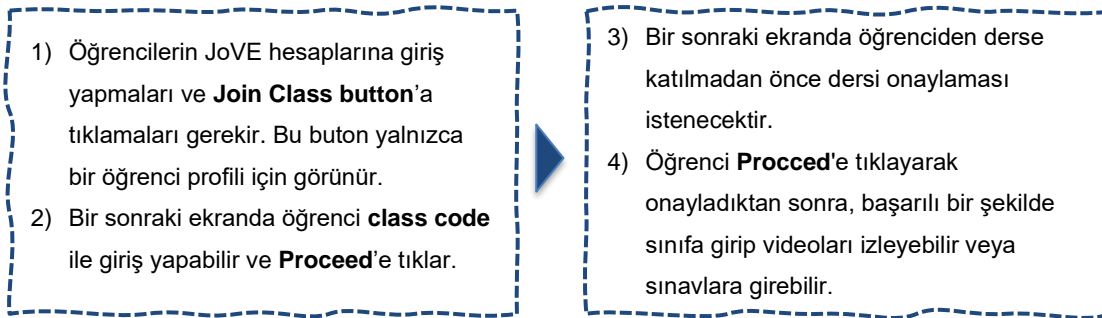 1) Öğrencilerin JoVE hesaplarına giriş
yapmaları ve Join Class button’a
tıklamaları gerekir. Bu buton yalnızca
bir öğrenci profili için görünür.
2) Bir sonraki ekranda öğrenci class code
ile giriş yapabilir ve Proceed’e tıklar.
3) Bir sonraki ekranda öğrenciden derse
katılmadan önce dersi onaylaması
istenecektir.
4) Öğrenci Procced'e tıklayarak
onayladıktan sonra, başarılı bir şekilde
sınıfa girip videoları izleyebilir veya
sınavlara girebilir.